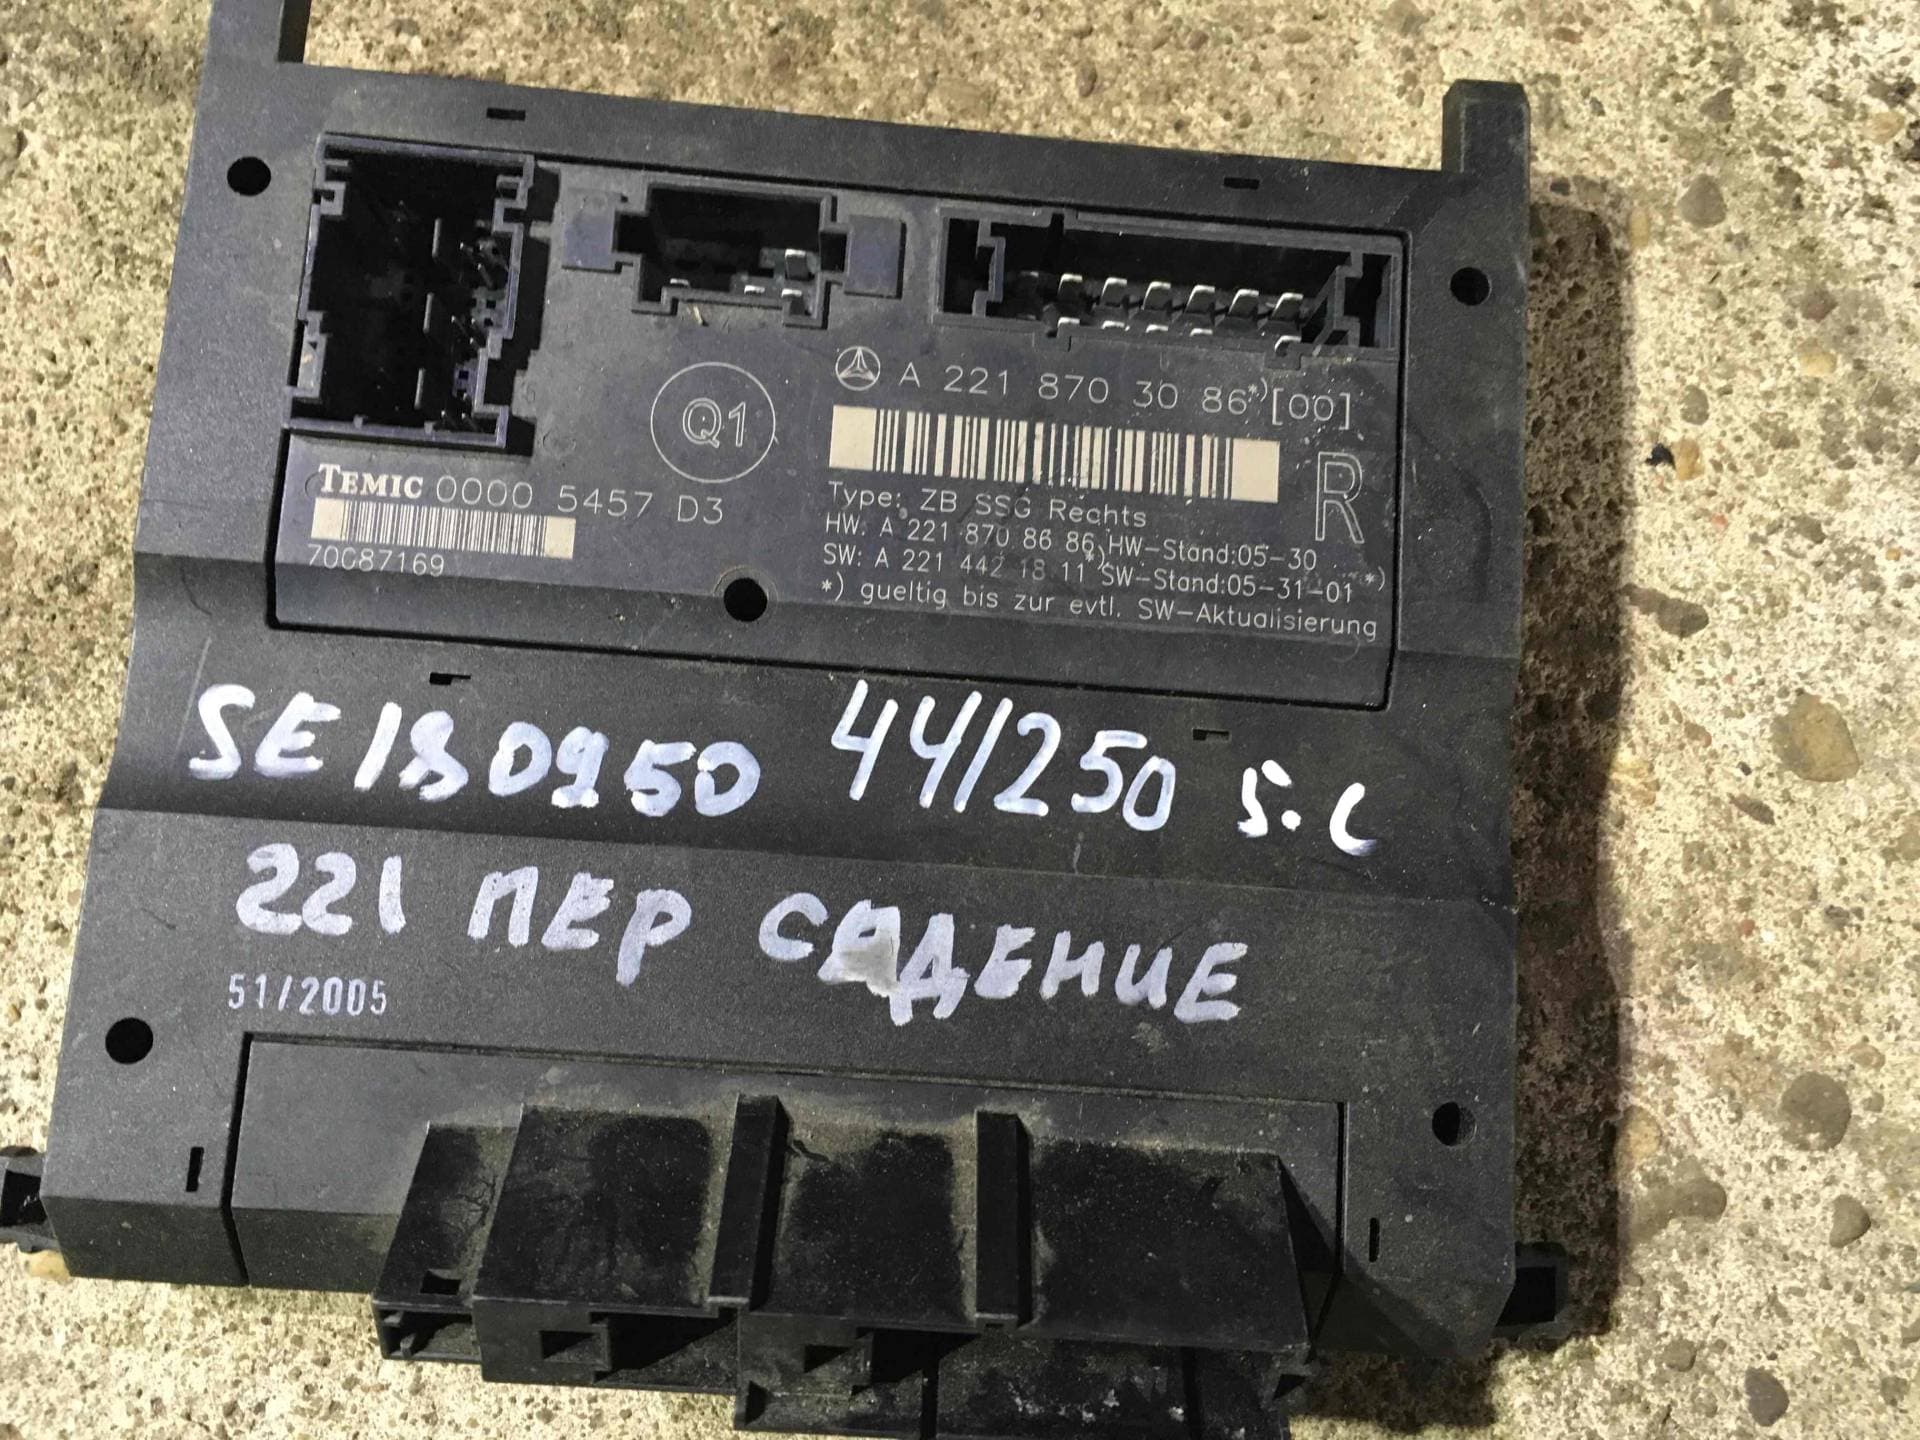 A 221 870 30 86*)[00]
Q1
R
TEMIC 0000 5457 D3
70C87169
Type: ZB SSG Rechts
HW: A 221 870 86 86 HW-Stand:05-30
SW: A 221 442 18 11*) SW-Stand:05-31-01*)
*) gueltig bis zur evtl. SW-Aktualisierung
SE180950 44/250 5.C
221 ПЕР СИДЕНИЕ
51/2005